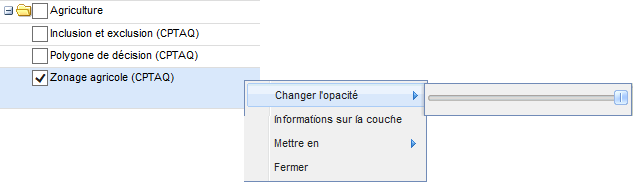 Agriculture
Inclusion et exclusion (CPTAQ)
Polygone de décision (CPTAQ)
Zonage agricole (CPTAQ)
Changer l'opacité
Informations sur la couche
Mettre en
Fermer